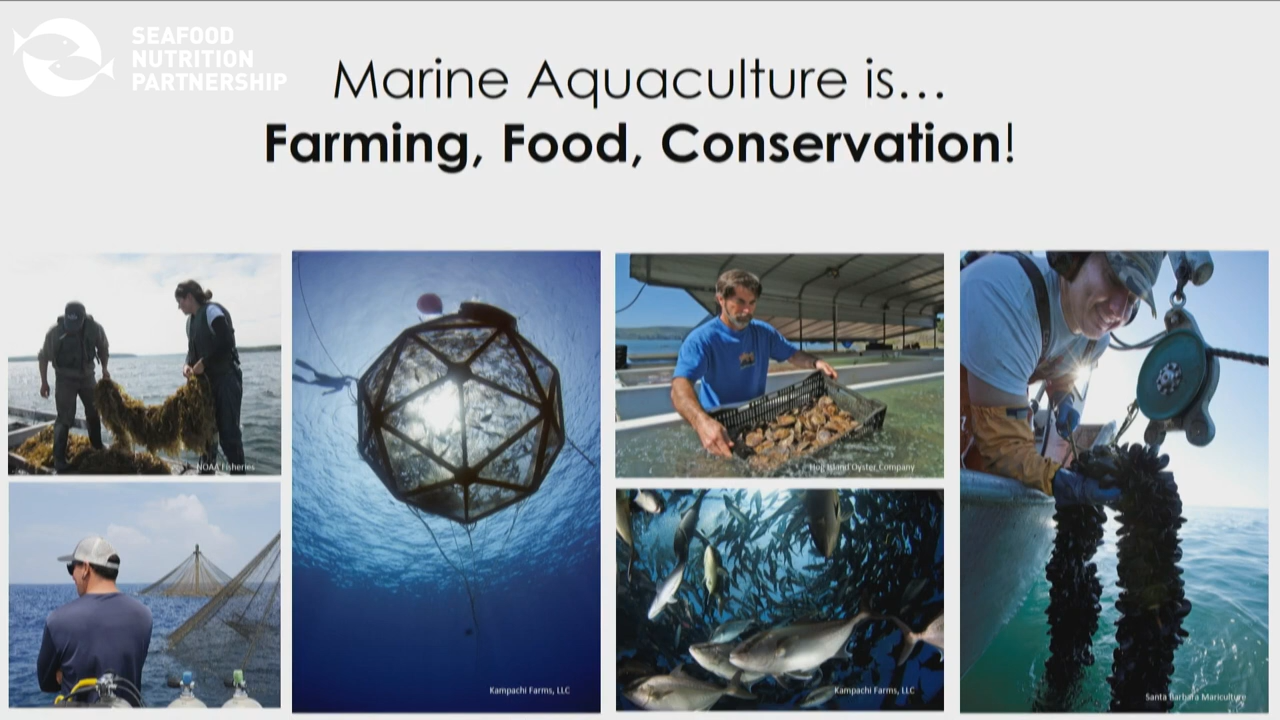 SEAFOOD
NUTRITION
PARTNERSHIP
Marine Aquaculture is...
Farming, Food, Conservation!
NOAA Fisheries
Kampachi Farms, LLC
Hog Island Oyster Company
Kampachi Farms, LLC
Santa Barbara Mariculture